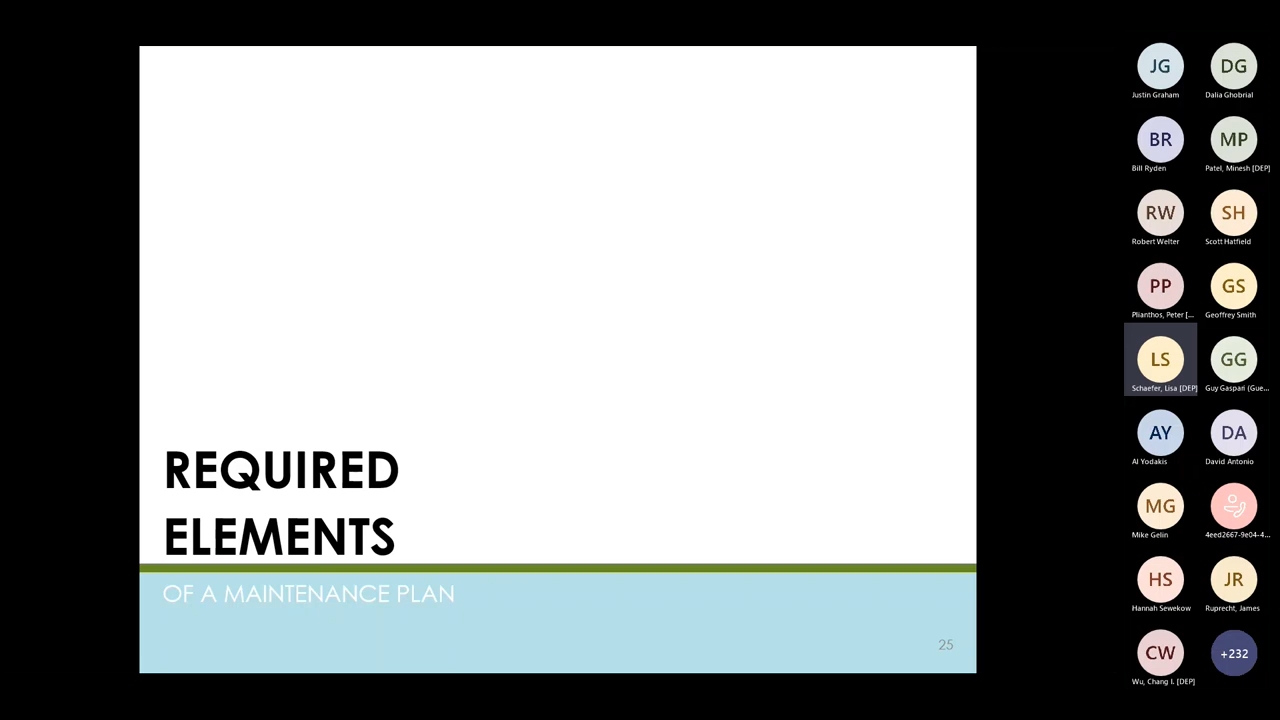 REQUIRED
ELEMENTS
OF A MAINTENANCE PLAN
25
JG
DG
Justin Graham
Dalia Ghobrial
BR
MP
Bill Ryden
Patel, Minesh [DEP]
RW
SH
Robert Welter
Scott Hatfield
PP
GS
Plianthos, Peter [...
Geoffrey Smith
LS
GG
Schaefer, Lisa [DEP]
Guy Gaspari (Gue...
AY
DA
Al Yodakis
David Antonio
MG
Mike Gelin
4eed2667-9e04-4...
HS
JR
Hannah Sewekow
Ruprecht, James
CW
+232
Wu, Chang I. [DEP]